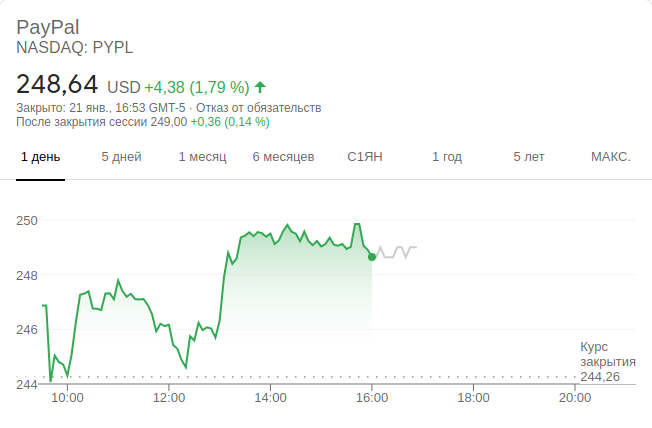 PayPal
NASDAQ: PYPL
248,64 USD +4,38 (1,79 %)
Закрыто: 21 янв., 16:53 GMT-5 · Отказ от обязательств
После закрытия сессии 249,00 +0,36 (0,14 %)
1 день 5 дней 1 месяц 6 месяцев С1ЯН 1 год 5 лет МАКС.
250
248
246
Курс
закрытия
244,26
244
10:00 12:00 14:00 16:00 18:00 20:00